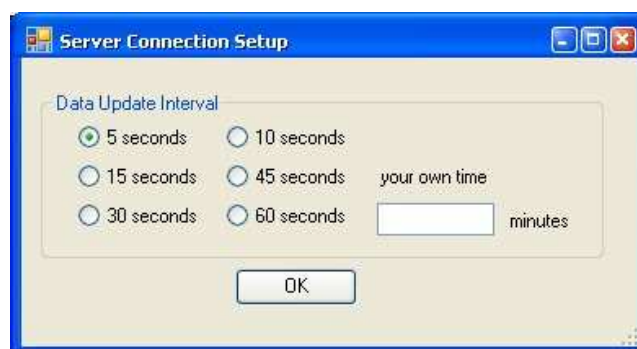 Server Connection Setup
Data Update Interval
5 seconds 10 seconds
15 seconds 45 seconds your own time
30 seconds 60 seconds minutes
OK